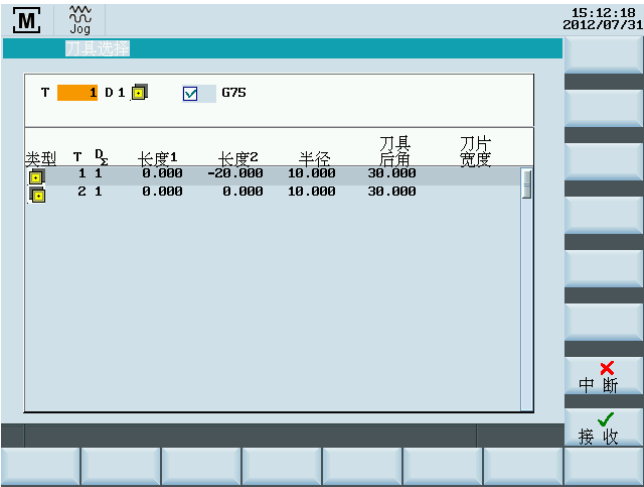 M Jog 15:12:18
2012/07/31
刀具选择
T 1 D 1 G75
类型 T D Σ 长度1 长度2 半径 刀具后角 刀片宽度
1 1 0.000 -20.000 10.000 30.000
2 1 0.000 0.000 10.000 30.000
中断
接收